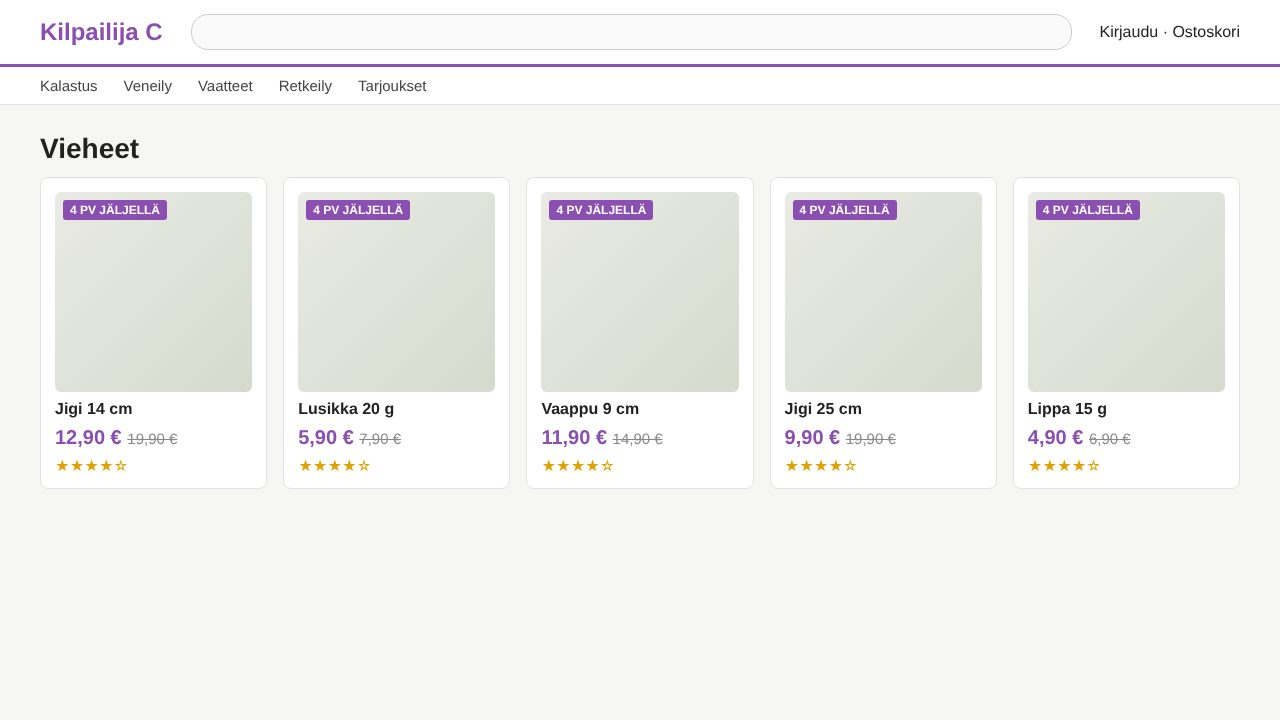 Kilpailija C
Kirjaudu · Ostoskori
Kalastus Veneily Vaatteet Retkeily Tarjoukset
Vieheet
4 PV JÄLJELLÄ
Jigi 14 cm
12,90 € 19,90 €
★★★★☆
4 PV JÄLJELLÄ
Lusikka 20 g
5,90 € 7,90 €
★★★★☆
4 PV JÄLJELLÄ
Vaappu 9 cm
11,90 € 14,90 €
★★★★☆
4 PV JÄLJELLÄ
Jigi 25 cm
9,90 € 19,90 €
★★★★☆
4 PV JÄLJELLÄ
Lippa 15 g
4,90 € 6,90 €
★★★★☆